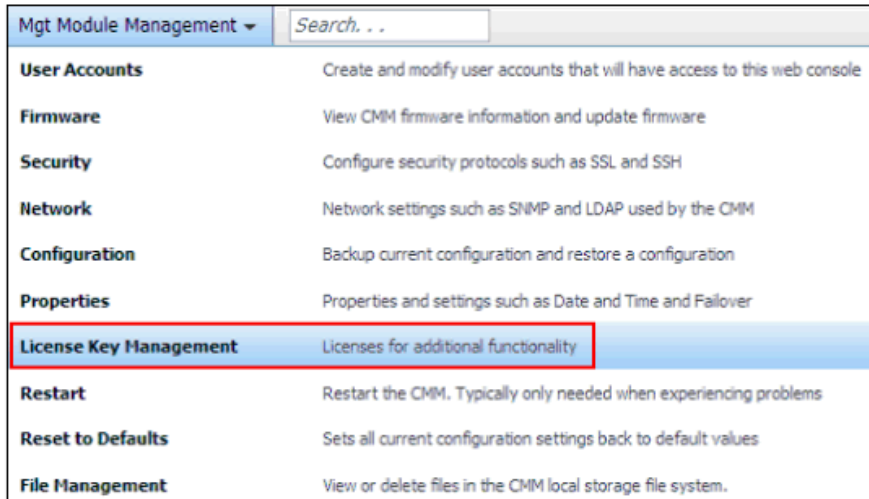 Mgt Module Management Search. . .
User Accounts Create and modify user accounts that will have access to this web console
Firmware View CMM firmware information and update firmware
Security Configure security protocols such as SSL and SSH
Network Network settings such as SNMP and LDAP used by the CMM
Configuration Backup current configuration and restore a configuration
Properties Properties and settings such as Date and Time and Failover
License Key Management Licenses for additional functionality
Restart Restart the CMM. Typically only needed when experiencing problems
Reset to Defaults Sets all current configuration settings back to default values
File Management View or delete files in the CMM local storage file system.